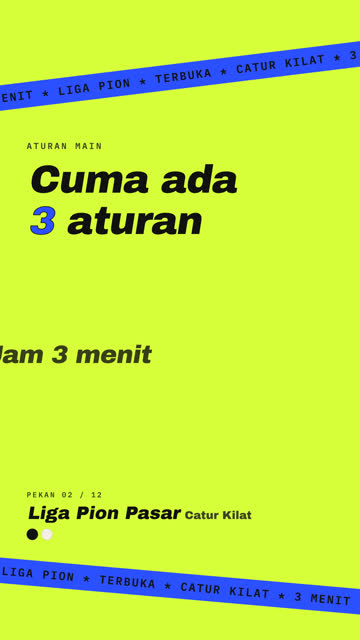 ENIT * LIGA PION * TERBUKA * CATUR KILAT * 3
ATURAN MAIN
Cuma ada
3 aturan
Jam 3 menit
PEKAN 02 / 12
Liga Pion Pasar Catur Kilat
LIGA PION * TERBUKA * CATUR KILAT * 3 MENIT